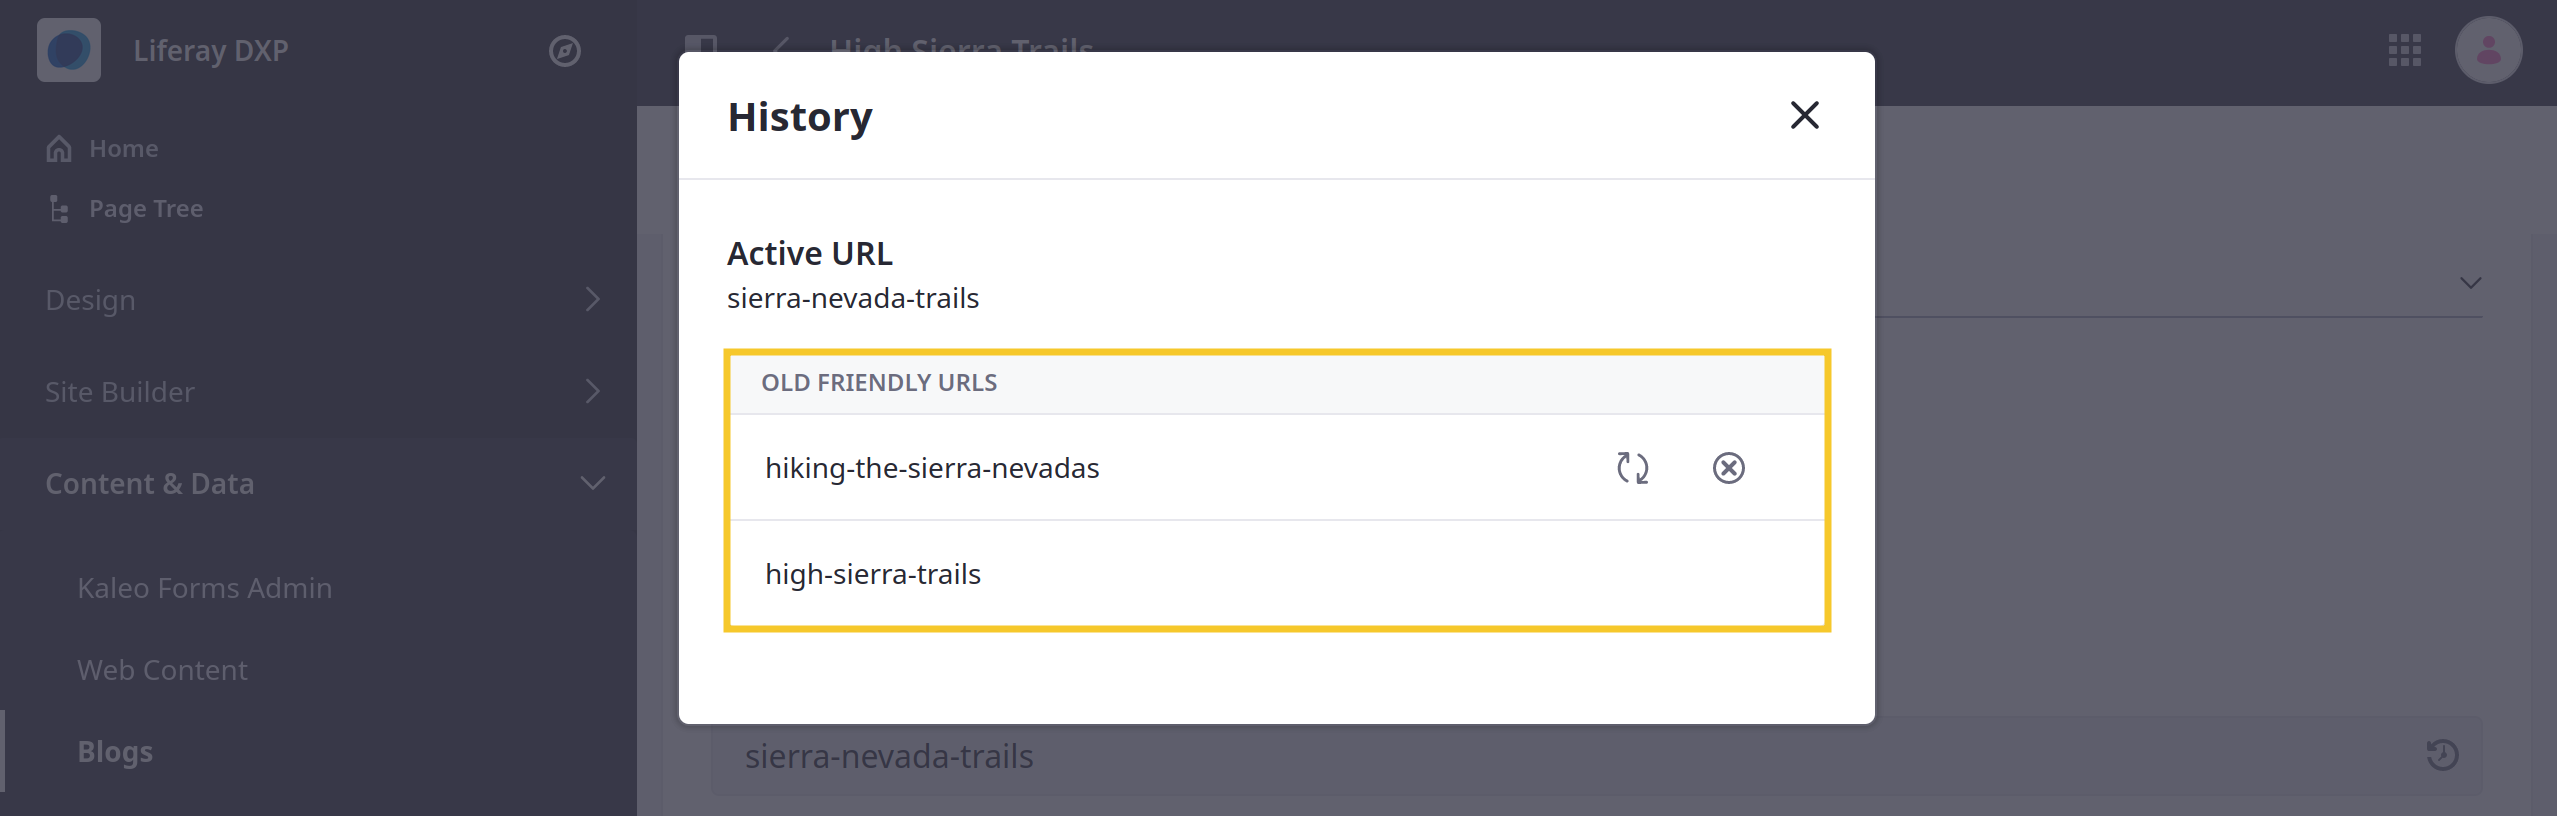 Liferay DXP
High Sierra Trails
Home
Page Tree
Design
Site Builder
Content & Data
Kaleo Forms Admin
Web Content
Blogs
History
Active URL
sierra-nevada-trails
OLD FRIENDLY URLS
hiking-the-sierra-nevadas
high-sierra-trails
sierra-nevada-trails